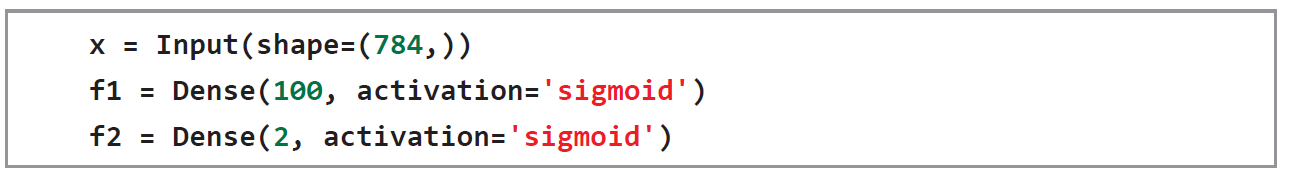 x = Input(shape=(784,))
f1 = Dense(100, activation='sigmoid')
f2 = Dense(2, activation='sigmoid')